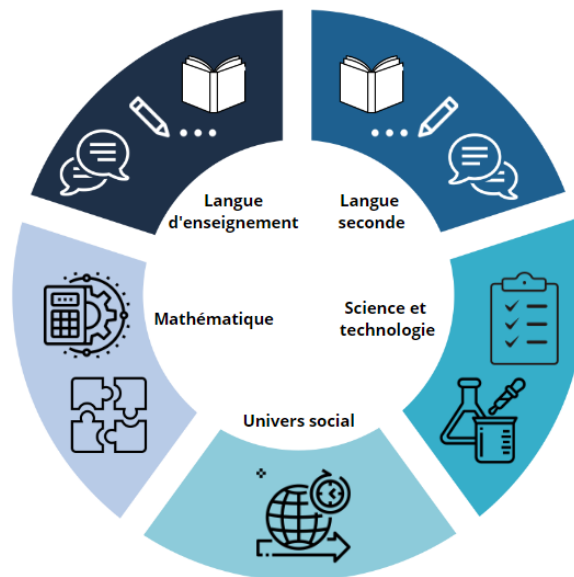 Langue
d'enseignement
Langue
seconde
Mathématique
Science et
technologie
Univers social